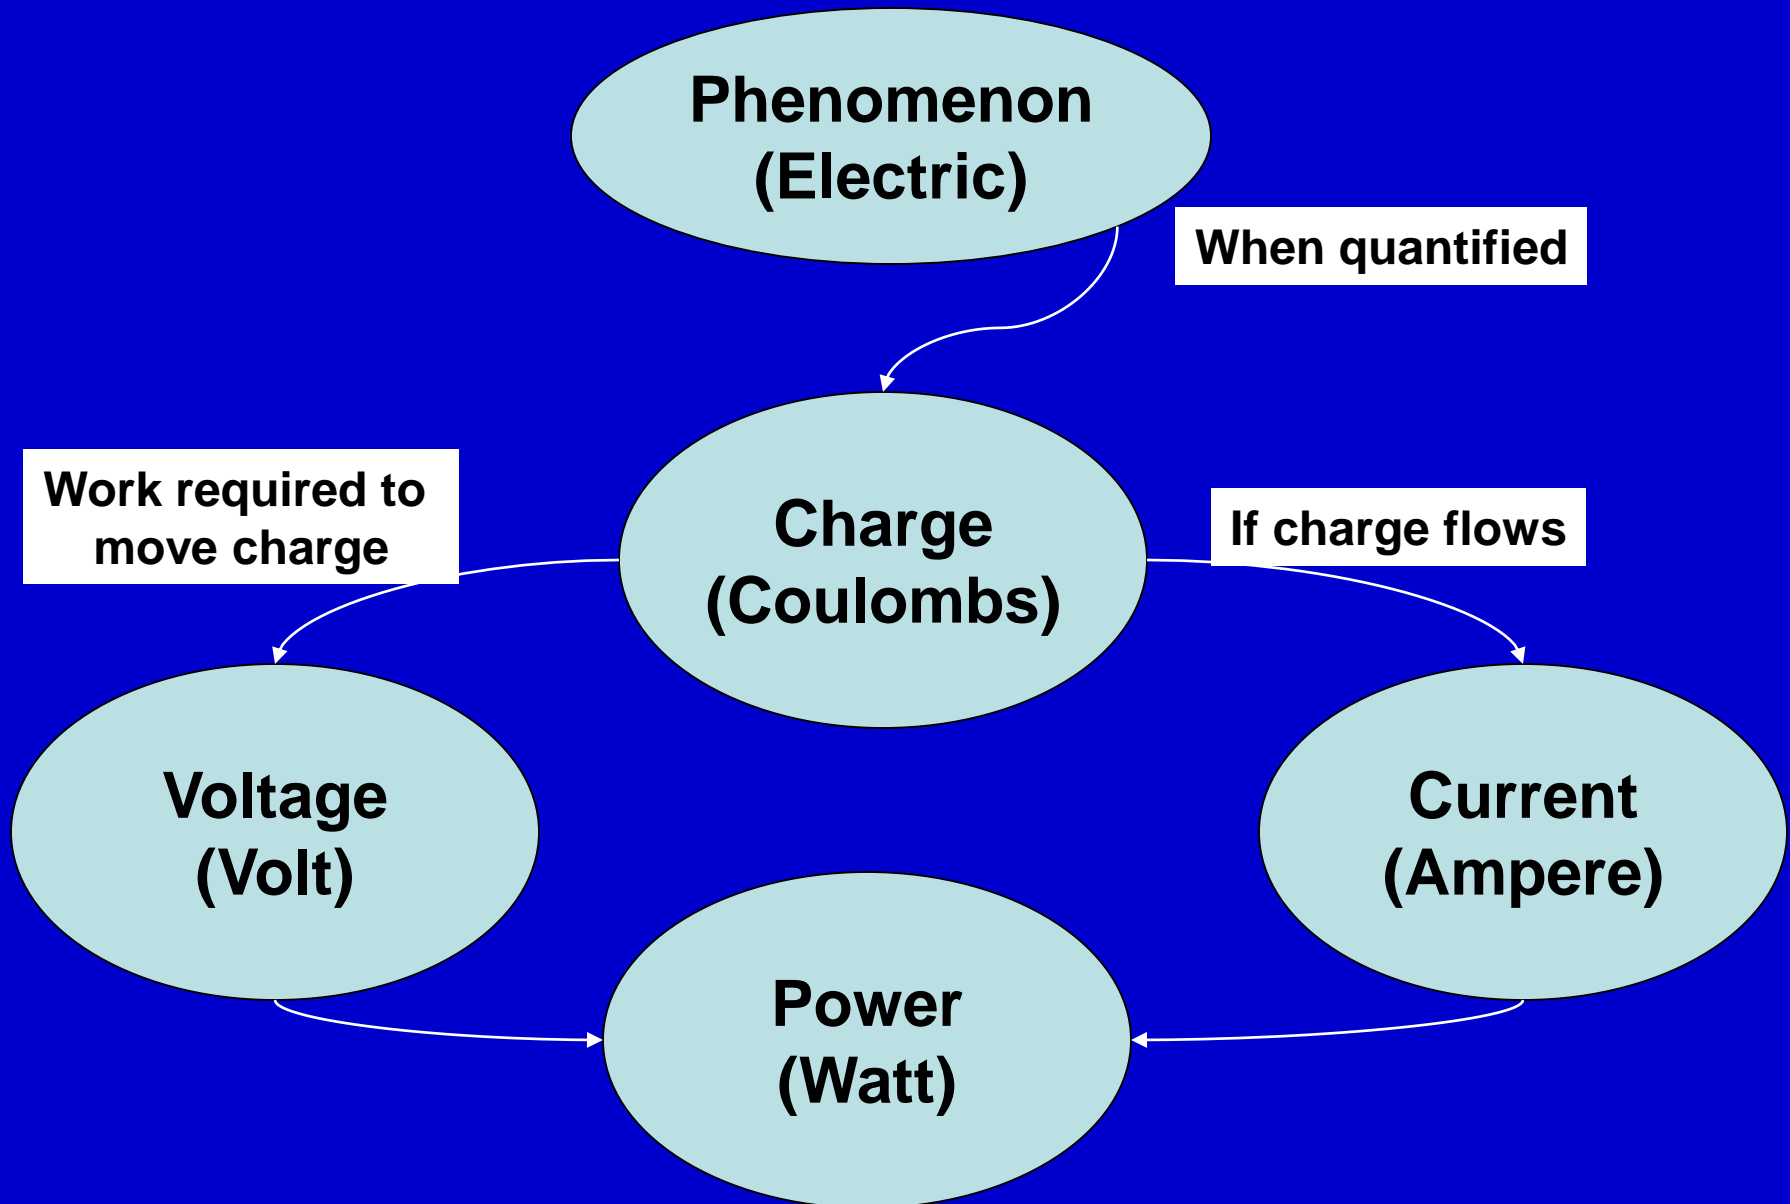 Phenomenon
(Electric)
When quantified
Work required to
move charge
Charge
(Coulombs)
If charge flows
Voltage
(Volt)
Current
(Ampere)
Power
(Watt)